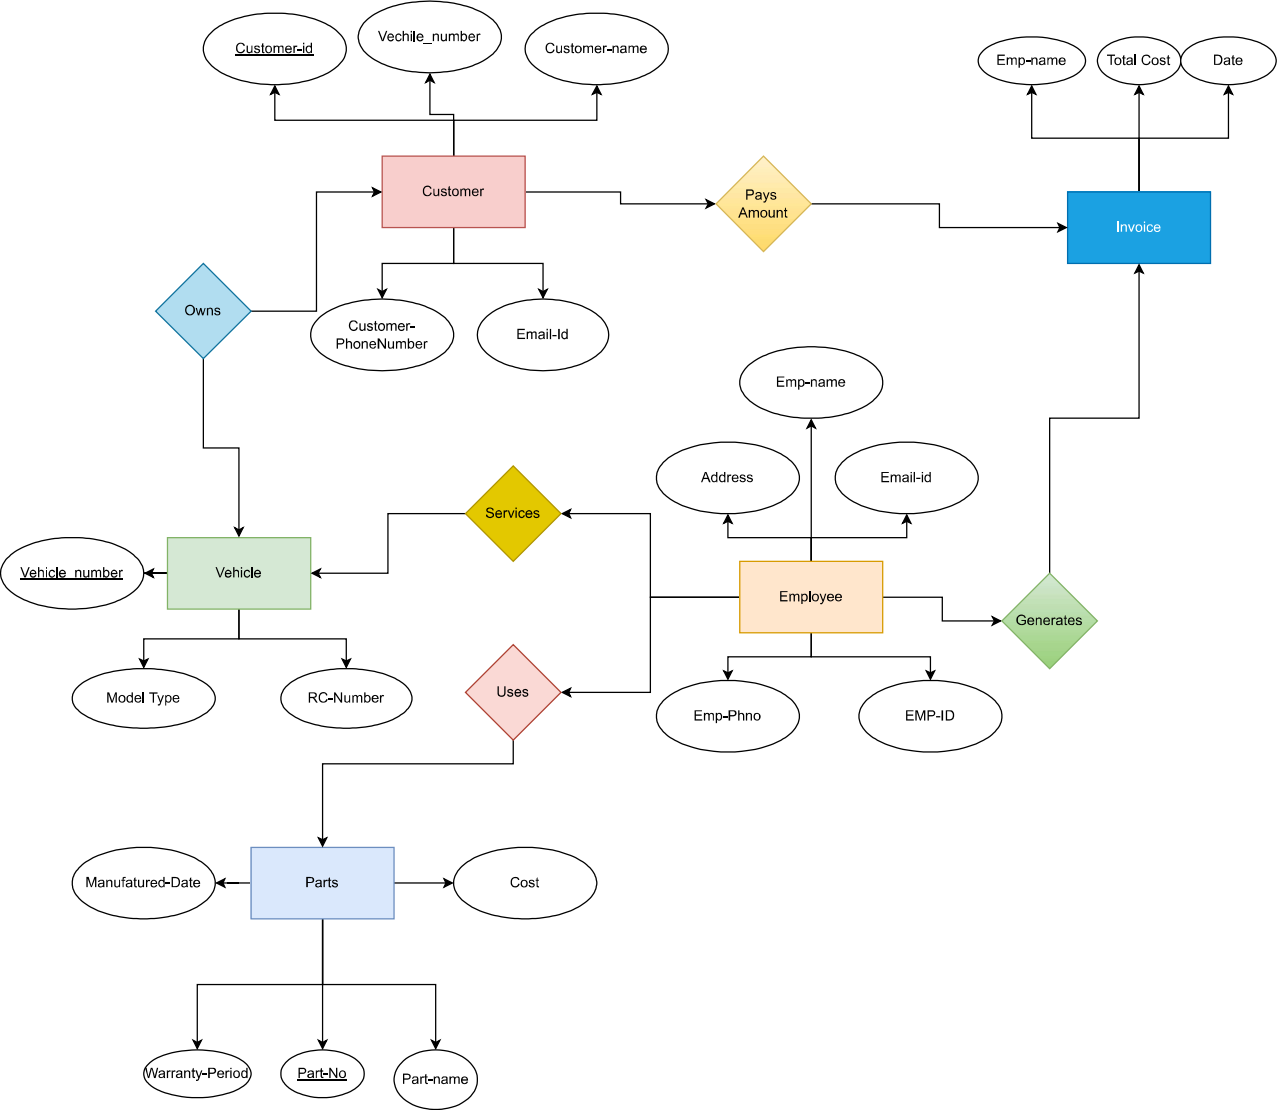 Customer-id
Vechile_number
Customer-name
Emp-name
Total Cost
Date
Customer
Pays
Amount
Invoice
Owns
Customer-
PhoneNumber
Email-Id
Emp-name
Address
Email-id
Services
Vehicle_number
Vehicle
Employee
Generates
Model Type
RC-Number
Uses
Emp-Phno
EMP-ID
Manufatured-Date
Parts
Cost
Warranty-Period
Part-No
Part-name